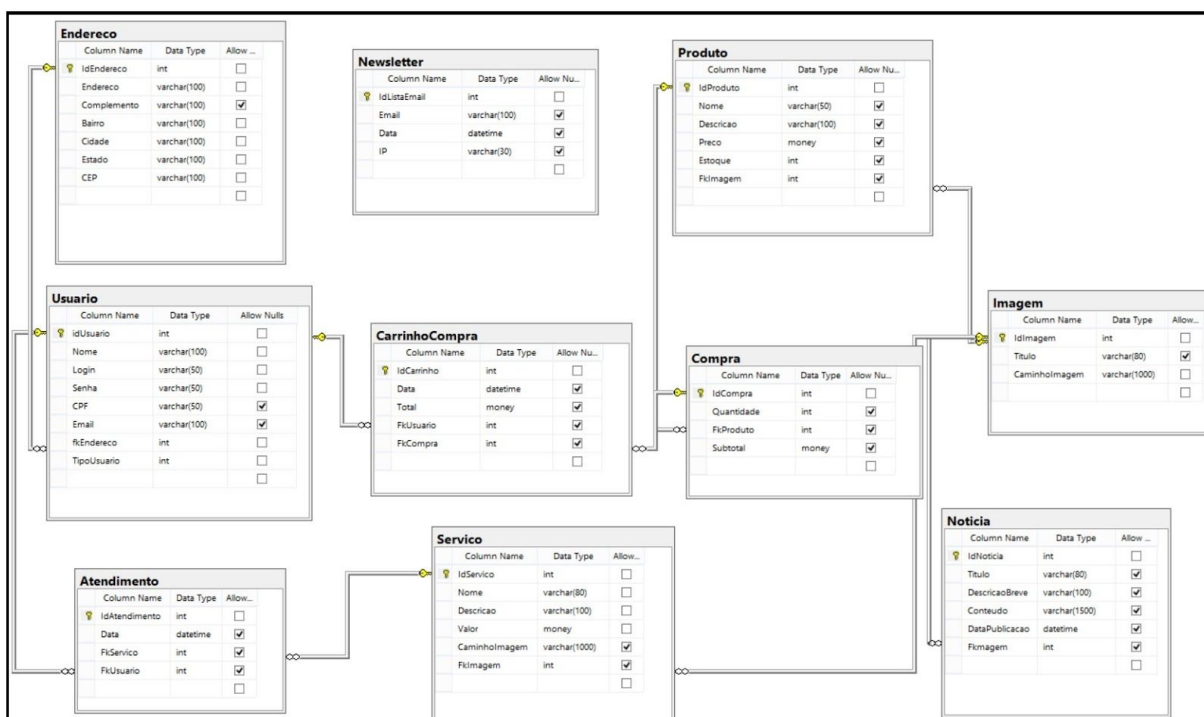 Endereco
Column Name Data Type Allow ...
IdEndereco int
Endereco varchar(100)
Complemento varchar(100)
Bairro varchar(100)
Cidade varchar(100)
Estado varchar(100)
CEP varchar(100)
Newsletter
Column Name Data Type Allow Nu...
IdListaEmail int
Email varchar(100)
Data datetime
IP varchar(30)
Produto
Column Name Data Type Allow Nu...
IdProduto int
Nome varchar(50)
Descricao varchar(100)
Preco money
Estoque int
FkImagem int
Usuario
Column Name Data Type Allow Nulls
idUsuario int
Nome varchar(100)
Login varchar(50)
Senha varchar(50)
CPF varchar(50)
Email varchar(100)
fkEndereco int
TipoUsuario int
CarrinhoCompra
Column Name Data Type Allow Nu...
IdCarrinho int
Data datetime
Total money
FkUsuario int
FkCompra int
Compra
Column Name Data Type Allow Nu...
IdCompra int
Quantidade int
FkProduto int
Subtotal money
Imagem
Column Name Data Type Allow...
IdImagem int
Titulo varchar(80)
CaminhoImagem varchar(1000)
Atendimento
Column Name Data Type Allow...
IdAtendimento int
Data datetime
FkServico int
FkUsuario int
Servico
Column Name Data Type Allow...
IdServico int
Nome varchar(80)
Descricao varchar(100)
Valor money
CaminhoImagem varchar(1000)
FkImagem int
Noticia
Column Name Data Type Allow ...
IdNoticia int
Titulo varchar(80)
DescricaoBreve varchar(100)
Conteudo varchar(1500)
DataPublicacao datetime
Fkmagem int